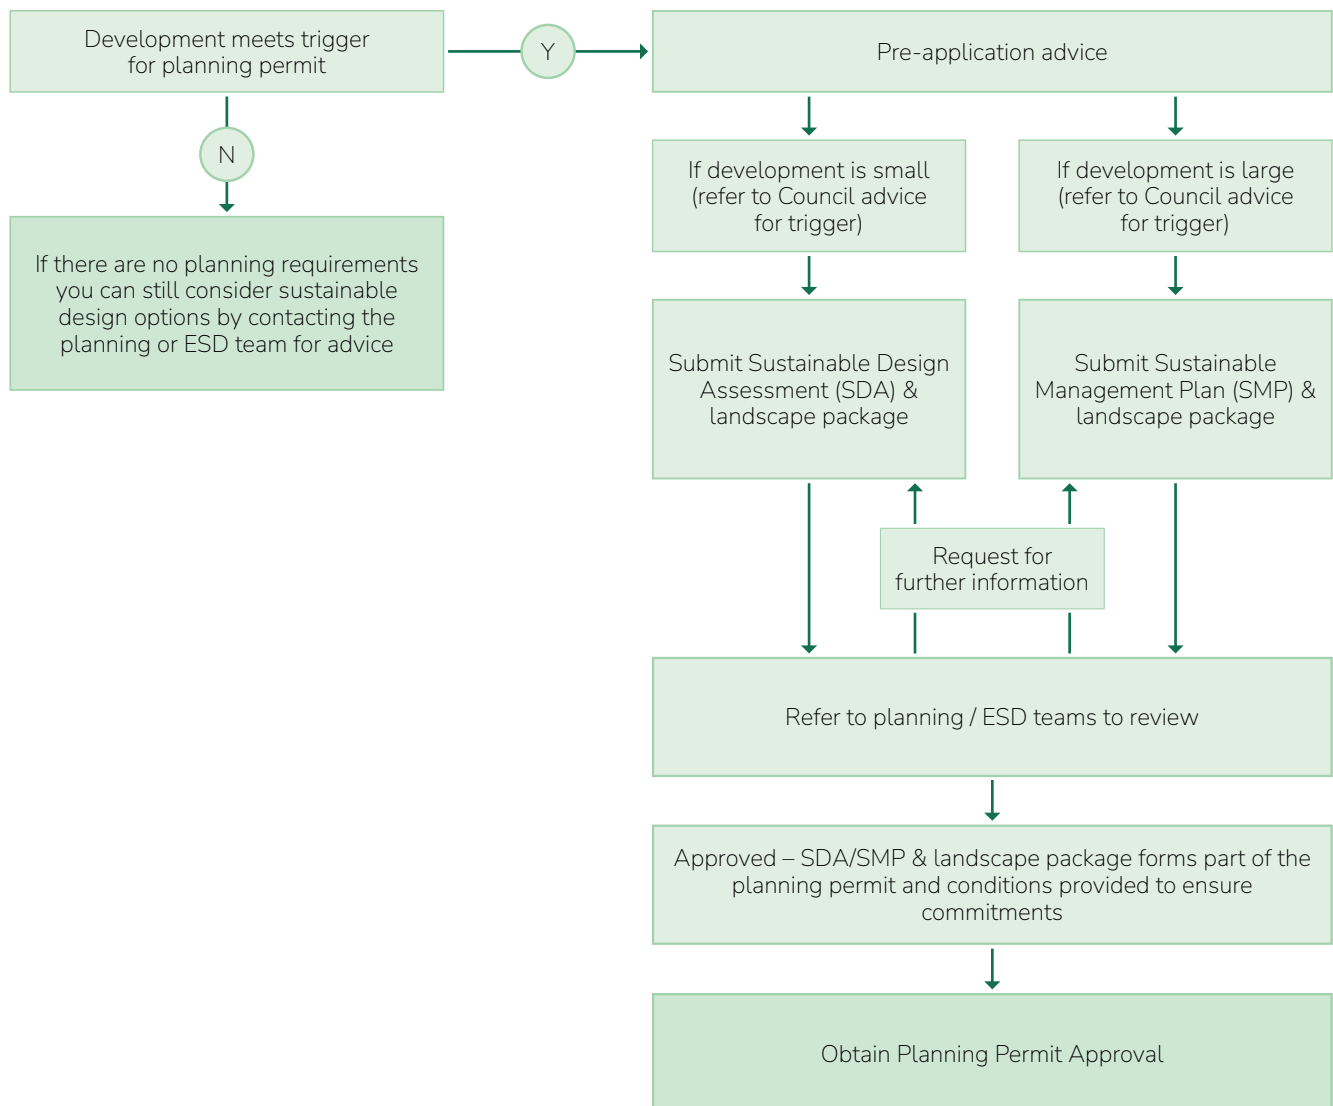 Development meets trigger
for planning permit
Y
Pre-application advice
N
If development is small
(refer to Council advice
for trigger)
If development is large
(refer to Council advice
for trigger)
If there are no planning requirements
you can still consider sustainable
design options by contacting the
planning or ESD team for advice
Submit Sustainable Design
Assessment (SDA) &
landscape package
Submit Sustainable
Management Plan (SMP) &
landscape package
Request for
further information
Refer to planning / ESD teams to review
Approved – SDA/SMP & landscape package forms part of the
planning permit and conditions provided to ensure
commitments
Obtain Planning Permit Approval